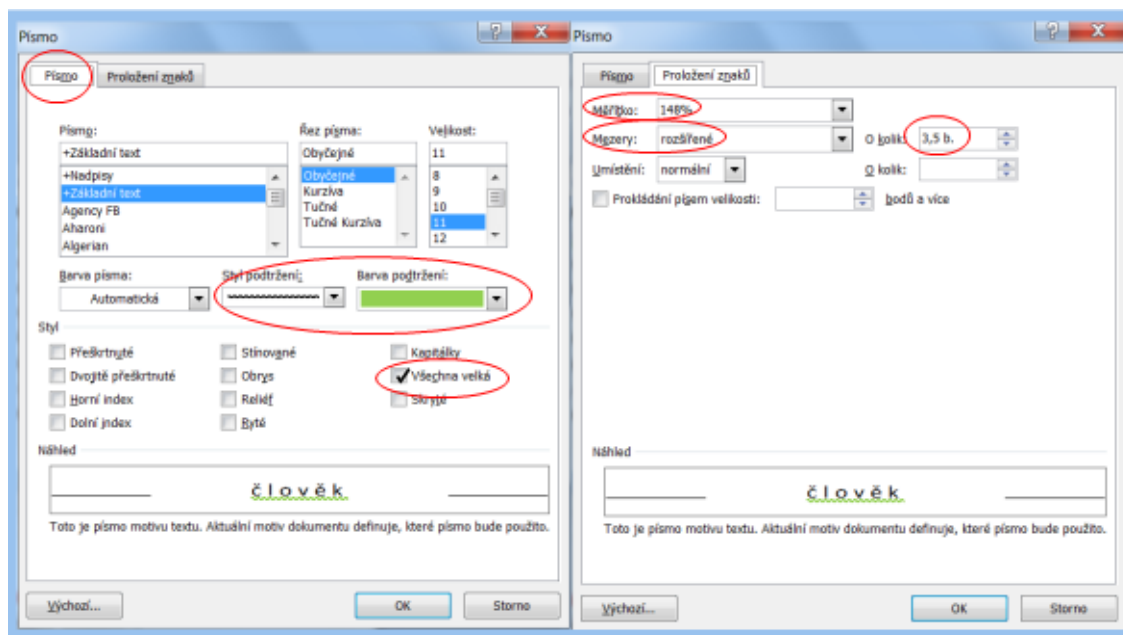 Písmo
Písmo Proložení znaků
Písmo: Řez písma: Velikost:
+Základní text Obyčejné 11
+Nadpisy Obyčejné 8
+Základní text Kurzíva 9
Agency FB Tučné 10
Aharoni Tučné Kurzíva 11
Algerian 12
Barva písma: Styl podtržení: Barva podtržení:
Automatická
Styl
Přeškrtnuté Stínované Kapitálky
Dvojitě přeškrtnuté Obrys Všechna velká
Horní index Reliéf Skryté
Dolní index Ryté
Náhled
člověk
Toto je písmo motivu textu. Aktuální motiv dokumentu definuje, které písmo bude použito.
Výchozí... OK Storno
Písmo
Písmo Proložení znaků
Měřítko: 148%
Mezery: rozšířené O kolik: 3,5 b.
Umístění: normální O kolik:
Prokládání písem velikosti: bodů a více
Náhled
člověk
Toto je písmo motivu textu. Aktuální motiv dokumentu definuje, které písmo bude použito.
Výchozí... OK Storno